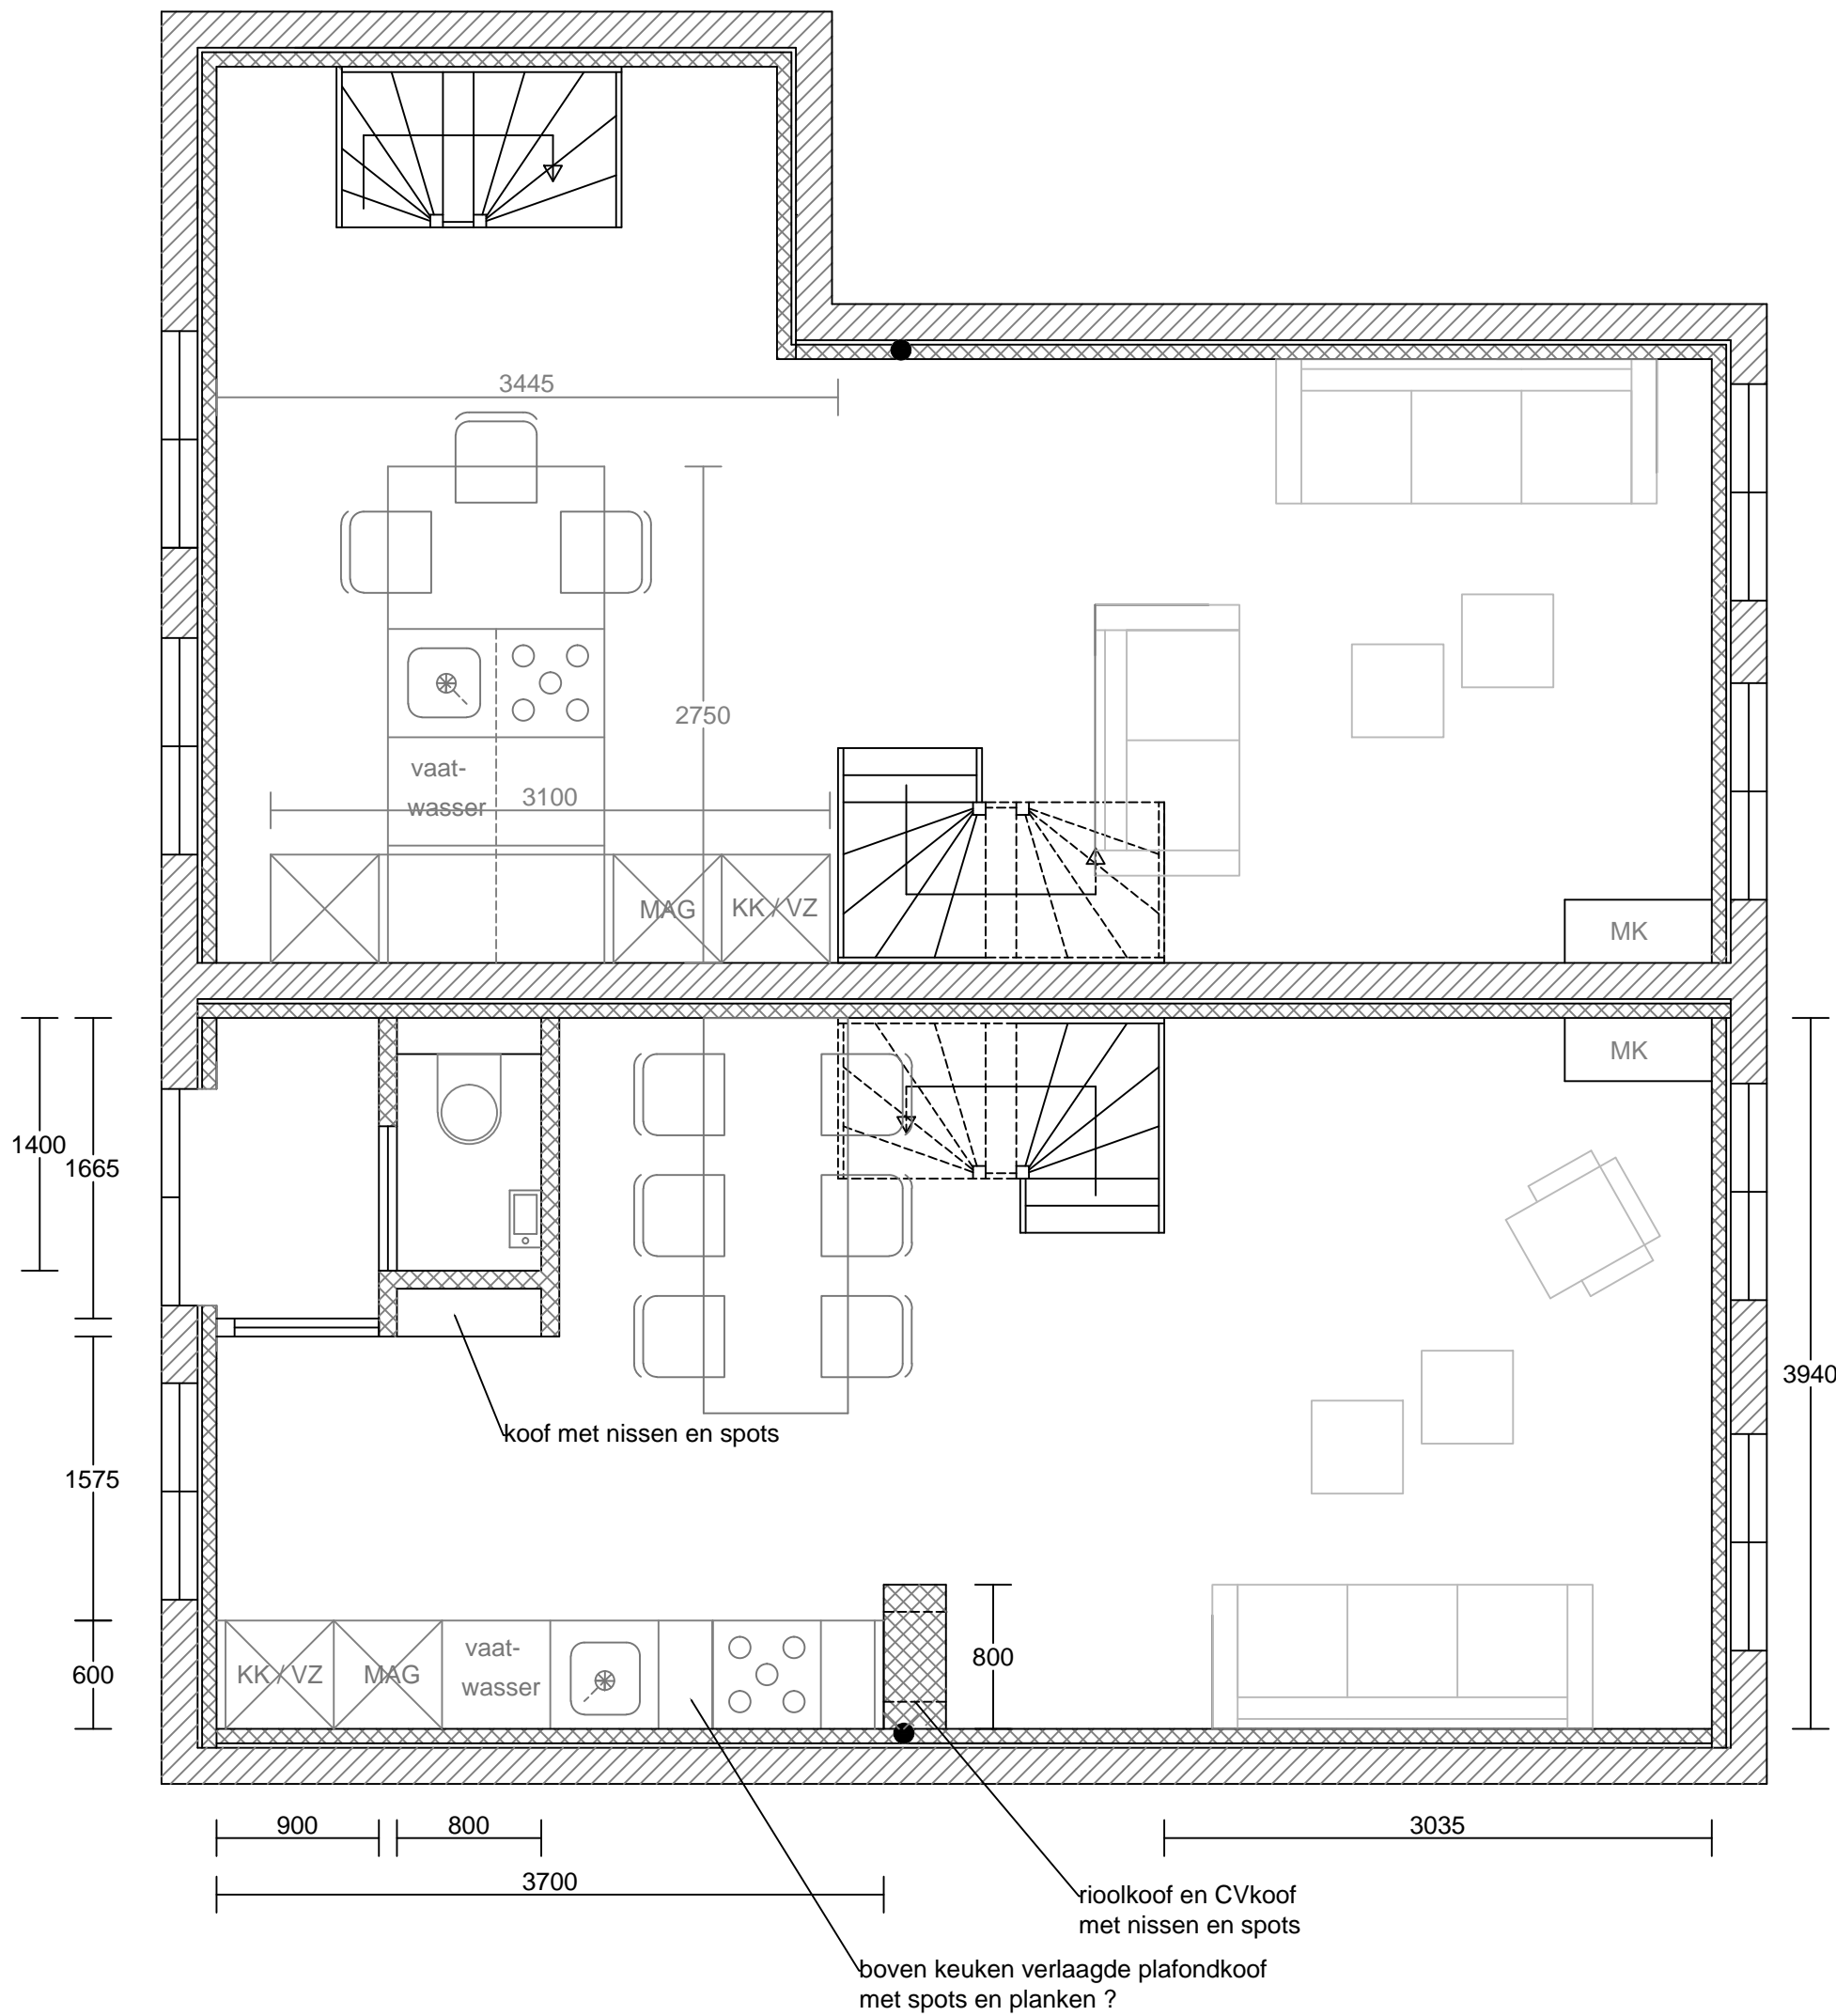 3445
2750
vaat-
wasser
3100
MAG
KK / VZ
MK
MK
1400
1665
3940
koof met nissen en spots
1575
800
600
KK / VZ
MAG
vaat-
wasser
900
800
3035
3700
rioolkoof en CVkoof
met nissen en spots
boven keuken verlaagde plafondkoof
met spots en planken ?